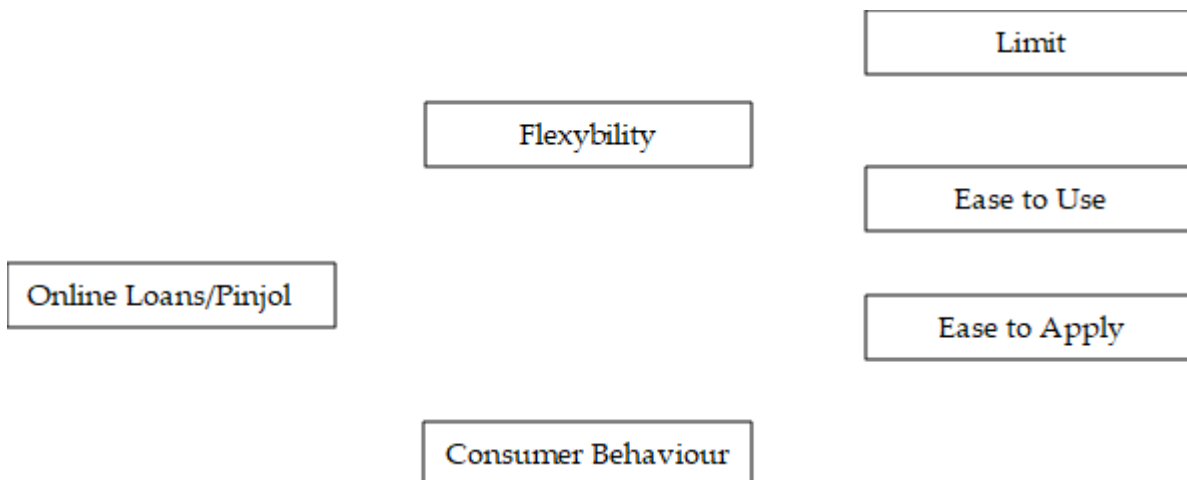 Limit
Flexybility
Ease to Use
Online Loans/Pinjol
Ease to Apply
Consumer Behaviour